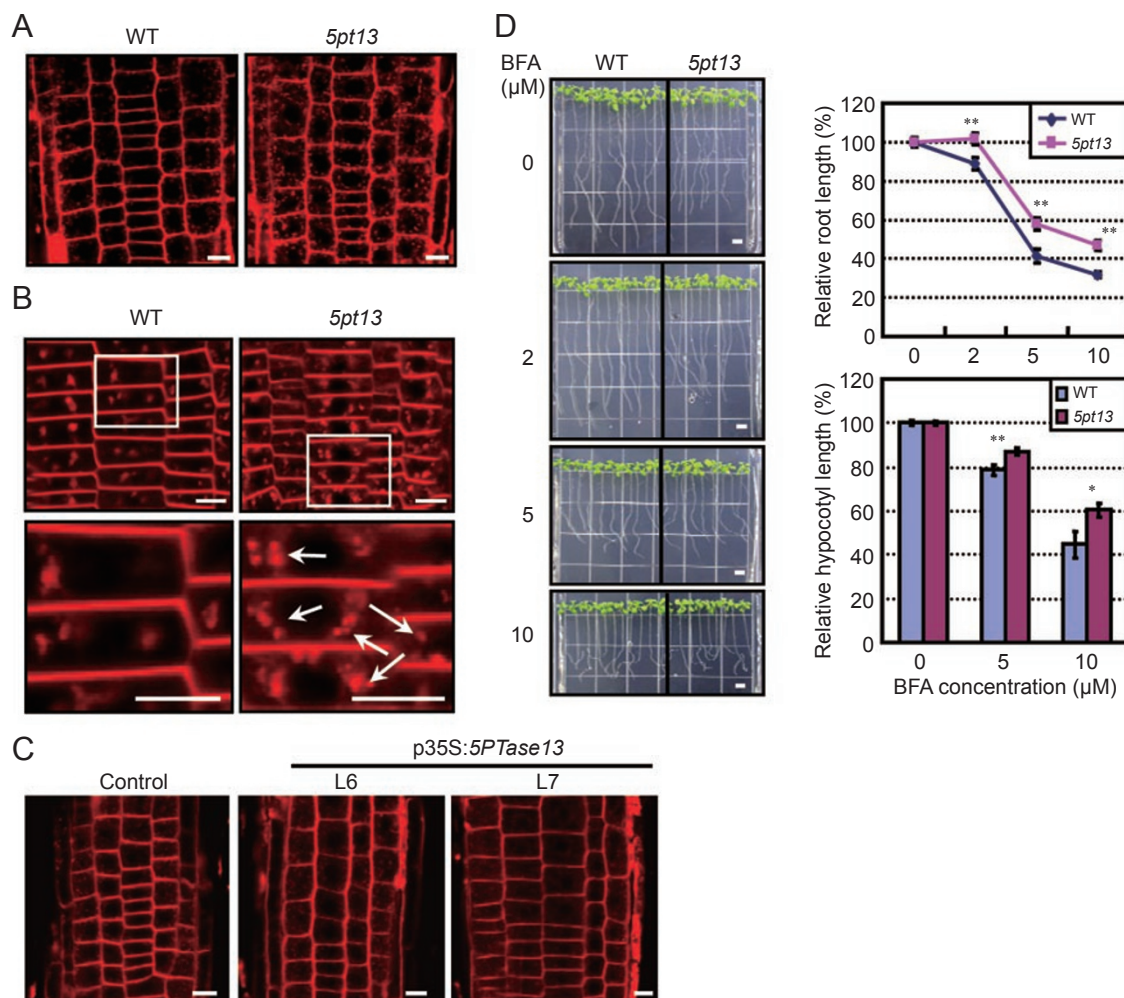 A
WT
5pt13
B
WT
5pt13
C
p35S:5PTase13
Control
L6
L7
D
BFA
(µM)
WT
5pt13
0
2
5
10
Relative root length (%)
120
100
80
60
40
20
0
**
**
**
WT
5pt13
0
2
5
10
Relative hypocotyl length (%)
120
100
80
60
40
20
0
**
*
WT
5pt13
0
5
10
BFA concentration (µM)